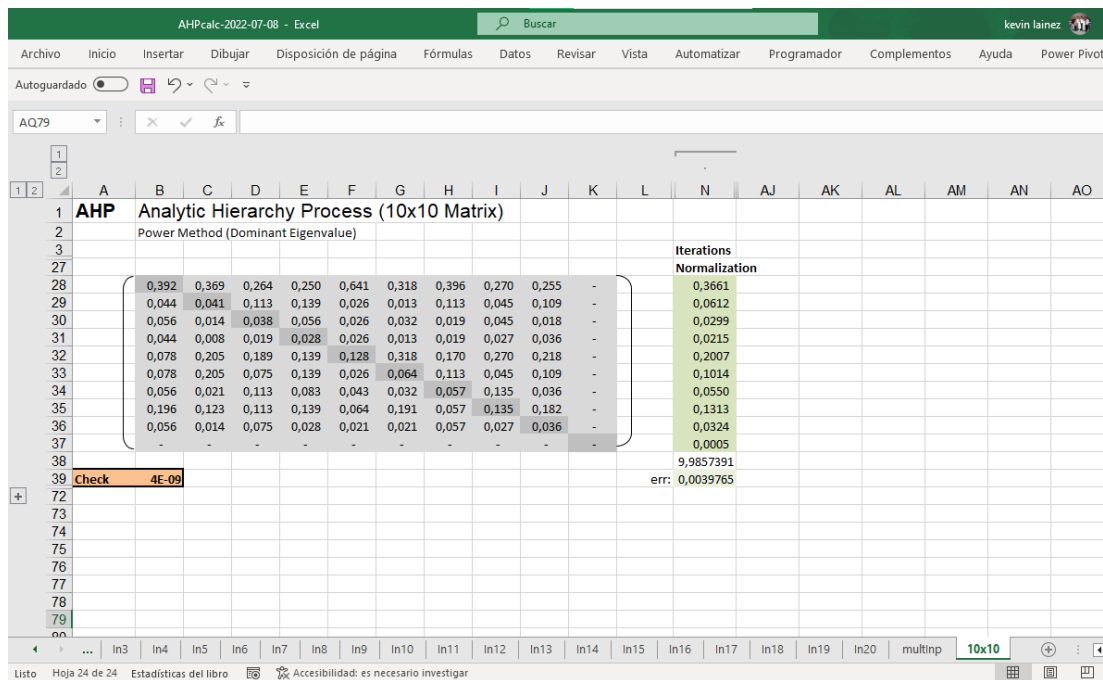 AHPcalc-2022-07-08 - Excel
Buscar
kevin lainez
Archivo Inicio Insertar Dibujar Disposición de página Fórmulas Datos Revisar Vista Automatizar Programador Complementos Ayuda Power Pivot
Autoguardado
AQ79 fx
1
2
1 2 A B C D E F G H I J K L N AJ AK AL AM AN AO
1 AHP Analytic Hierarchy Process (10x10 Matrix)
2 Power Method (Dominant Eigenvalue)
3 Iterations
27 Normalization
28 0,392 0,369 0,264 0,250 0,641 0,318 0,396 0,270 0,255 - 0,3661
29 0,044 0,041 0,113 0,139 0,026 0,013 0,113 0,045 0,109 - 0,0612
30 0,056 0,014 0,038 0,056 0,026 0,032 0,019 0,045 0,018 - 0,0299
31 0,044 0,008 0,019 0,028 0,026 0,013 0,019 0,027 0,036 - 0,0215
32 0,078 0,205 0,189 0,139 0,128 0,318 0,170 0,270 0,218 - 0,2007
33 0,078 0,205 0,075 0,139 0,026 0,064 0,113 0,045 0,109 - 0,1014
34 0,056 0,021 0,113 0,083 0,043 0,032 0,057 0,135 0,036 - 0,0550
35 0,196 0,123 0,113 0,139 0,064 0,191 0,057 0,135 0,182 - 0,1313
36 0,056 0,014 0,075 0,028 0,021 0,021 0,057 0,027 0,036 - 0,0324
37 - - - - - - - - - - 0,0005
38 9,9857391
39 Check 4E-09 err: 0,0039765
72
73
74
75
76
77
78
79
80
... In3 In4 In5 In6 In7 In8 In9 In10 In11 In12 In13 In14 In15 In16 In17 In18 In19 In20 multInp 10x10
Listo Hoja 24 de 24 Estadísticas del libro Accesibilidad: es necesario investigar